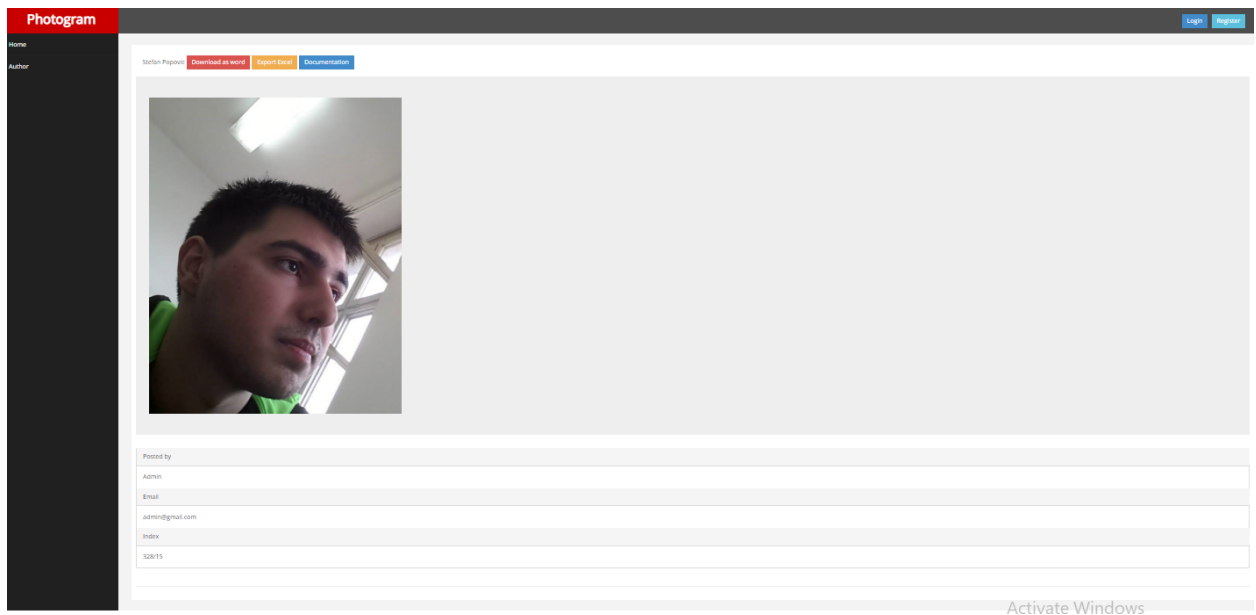 Photogram
Login Register
Home
Author
Stefan Popovic Download as word Export Excel Documentation
Posted by
Admin
Email
admin@gmail.com
Index
328/15
Activate Windows